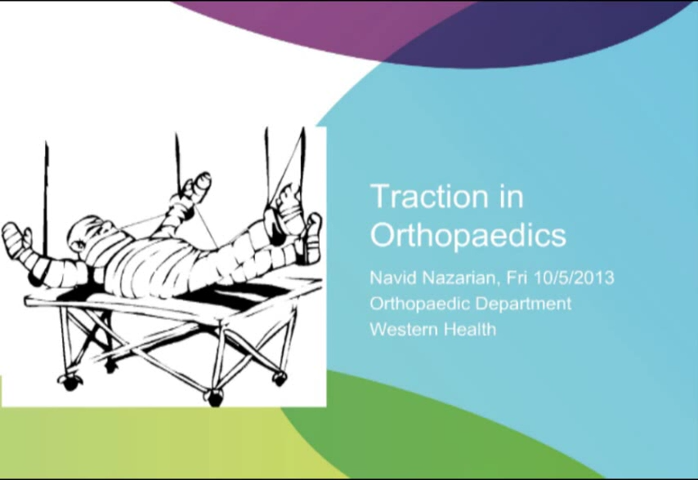 Traction in
Orthopaedics
Navid Nazarian, Fri 10/5/2013
Orthopaedic Department
Western Health